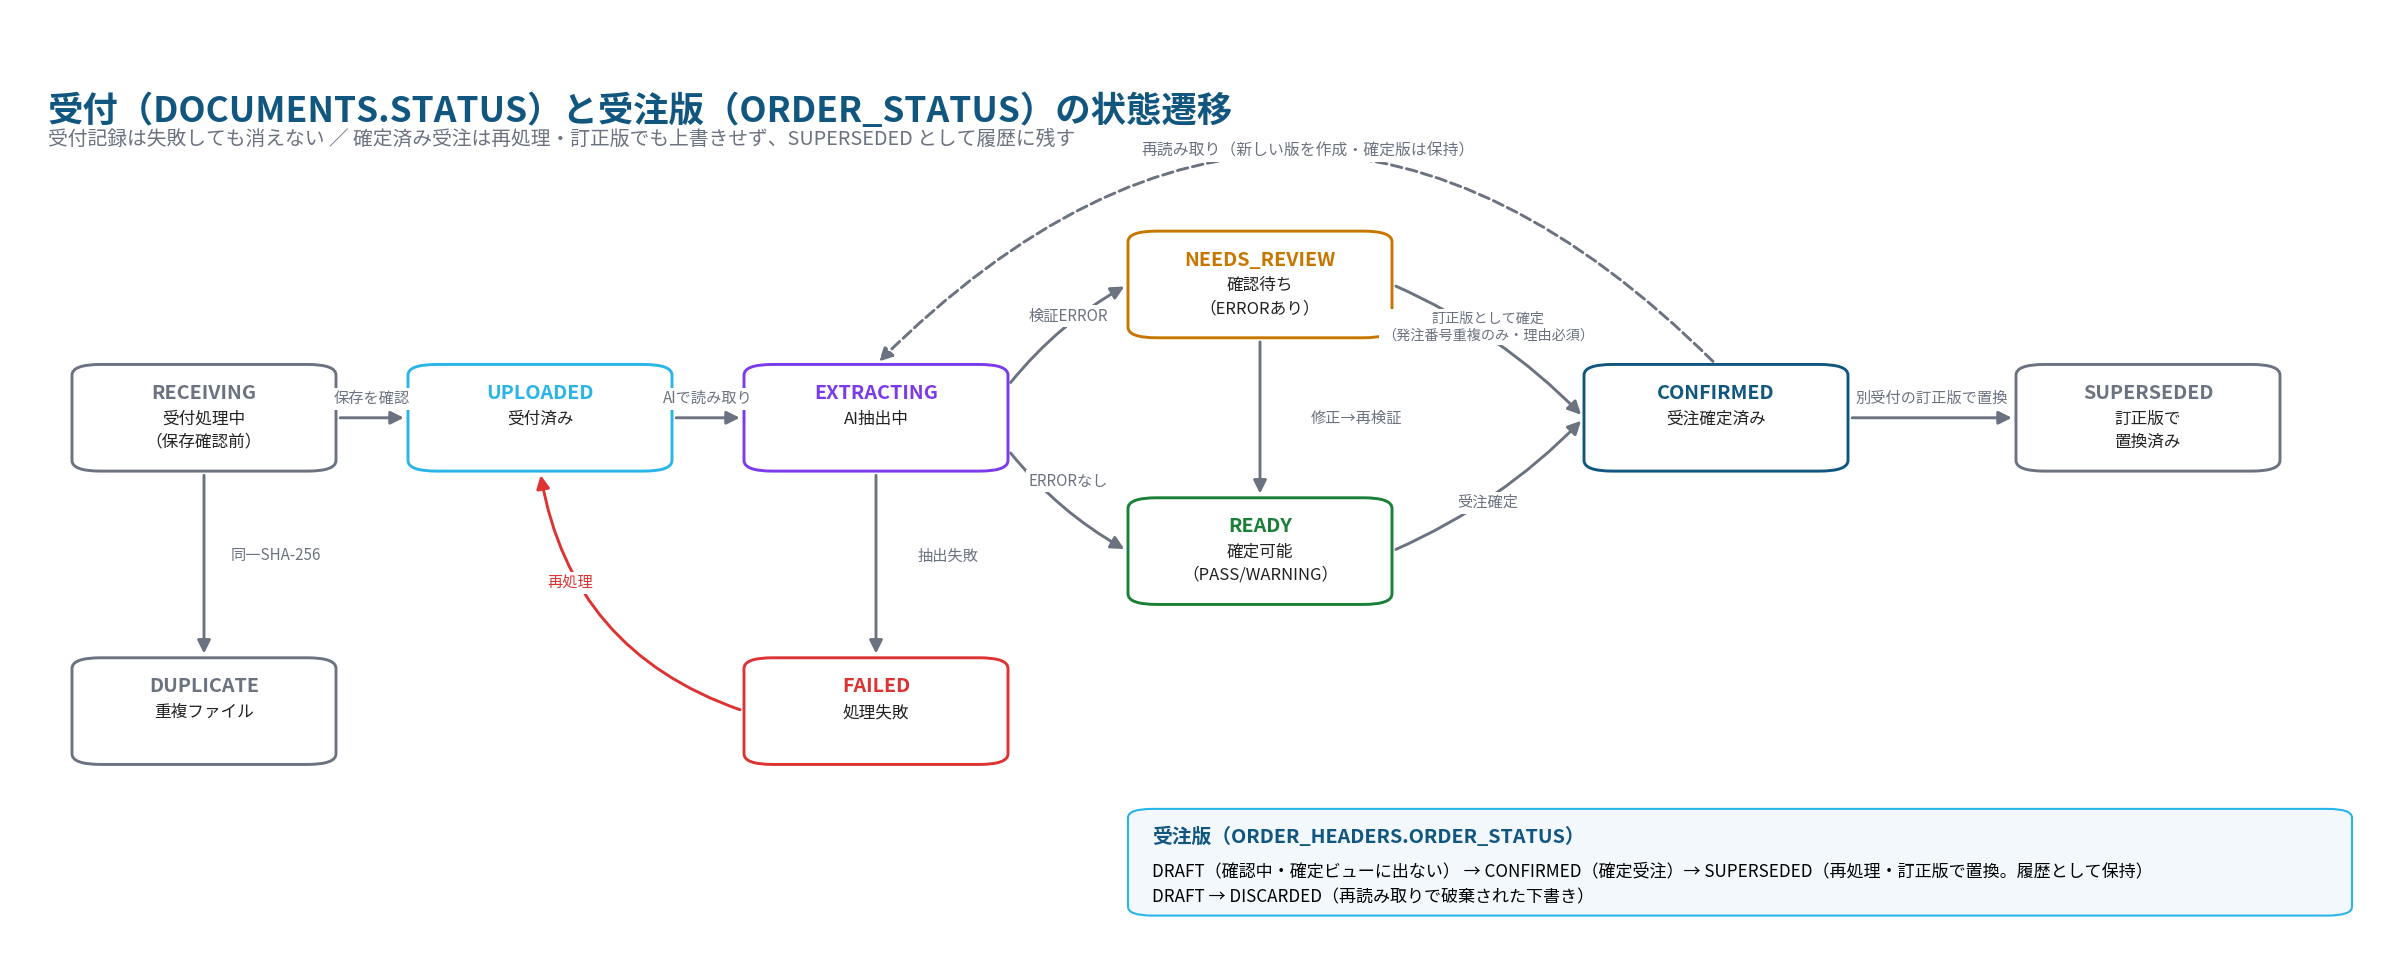 受付（DOCUMENTS.STATUS）と受注版（ORDER_STATUS）の状態遷移
受付記録は失敗しても消えない ／ 確定済み受注は再処理・訂正版でも上書きせず、SUPERSEDED として履歴に残す
再読み取り（新しい版を作成・確定版は保持）
NEEDS_REVIEW
確認待ち
（ERRORあり）
検証ERROR
訂正版として確定
（発注番号重複のみ・理由必須）
RECEIVING
受付処理中
（保存確認前）
保存を確認
UPLOADED
受付済み
AIで読み取り
EXTRACTING
AI抽出中
修正→再検証
CONFIRMED
受注確定済み
別受付の訂正版で置換
SUPERSEDED
訂正版で
置換済み
ERRORなし
受注確定
READY
確定可能
（PASS/WARNING）
同一SHA-256
抽出失敗
再処理
DUPLICATE
重複ファイル
FAILED
処理失敗
受注版（ORDER_HEADERS.ORDER_STATUS）
DRAFT（確認中・確定ビューに出ない） → CONFIRMED（確定受注）→ SUPERSEDED（再処理・訂正版で置換。履歴として保持）
DRAFT → DISCARDED（再読み取りで破棄された下書き）